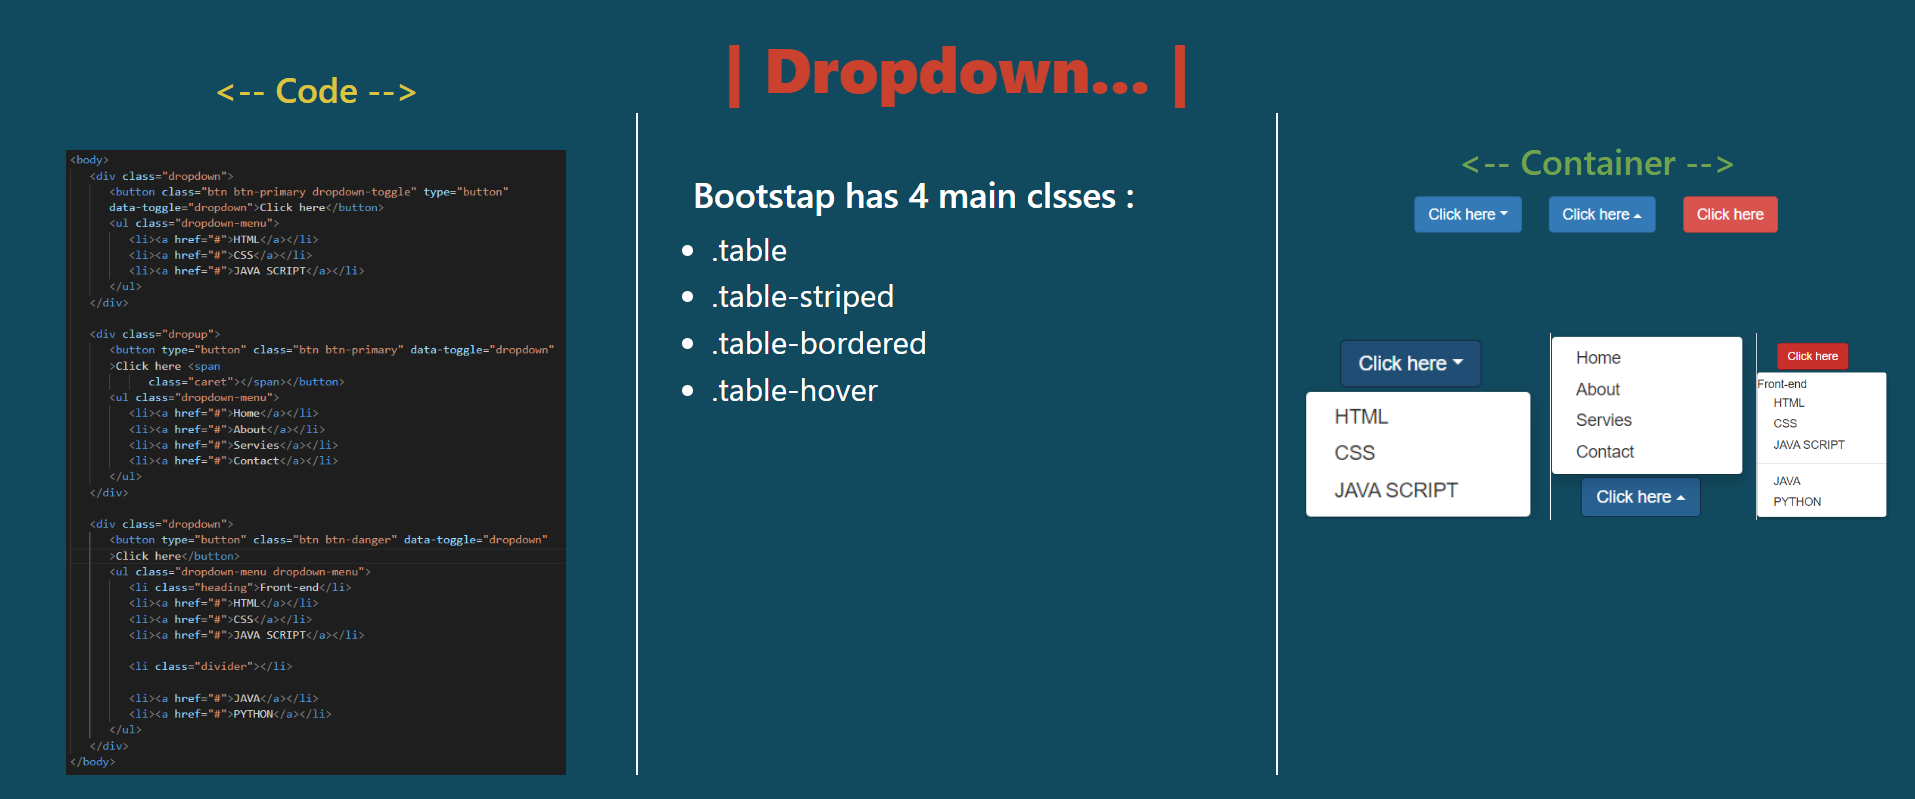 | Dropdown... |
<-- Code -->
<body>
<div class="dropdown">
<button class="btn btn-primary dropdown-toggle" type="button"
data-toggle="dropdown">Click here</button>
<ul class="dropdown-menu">
<li><a href="#">HTML</a></li>
<li><a href="#">CSS</a></li>
<li><a href="#">JAVA SCRIPT</a></li>
</ul>
</div>
<div class="dropup">
<button type="button" class="btn btn-primary" data-toggle="dropdown"
>Click here <span
class="caret"></span></button>
<ul class="dropdown-menu">
<li><a href="#">Home</a></li>
<li><a href="#">About</a></li>
<li><a href="#">Servies</a></li>
<li><a href="#">Contact</a></li>
</ul>
</div>
<div class="dropdown">
<button type="button" class="btn btn-danger" data-toggle="dropdown"
>Click here</button>
<ul class="dropdown-menu dropdown-menu">
<li class="heading">Front-end</li>
<li><a href="#">HTML</a></li>
<li><a href="#">CSS</a></li>
<li><a href="#">JAVA SCRIPT</a></li>
<li class="divider"></li>
<li><a href="#">JAVA</a></li>
<li><a href="#">PYTHON</a></li>
</ul>
</div>
</body>
Bootstap has 4 main clsses :
• .table
• .table-striped
• .table-bordered
• .table-hover
<-- Container -->
Click here Click here Click here
Click here
HTML
CSS
JAVA SCRIPT
Home
About
Servies
Contact
Click here
Click here
Front-end
HTML
CSS
JAVA SCRIPT
JAVA
PYTHON